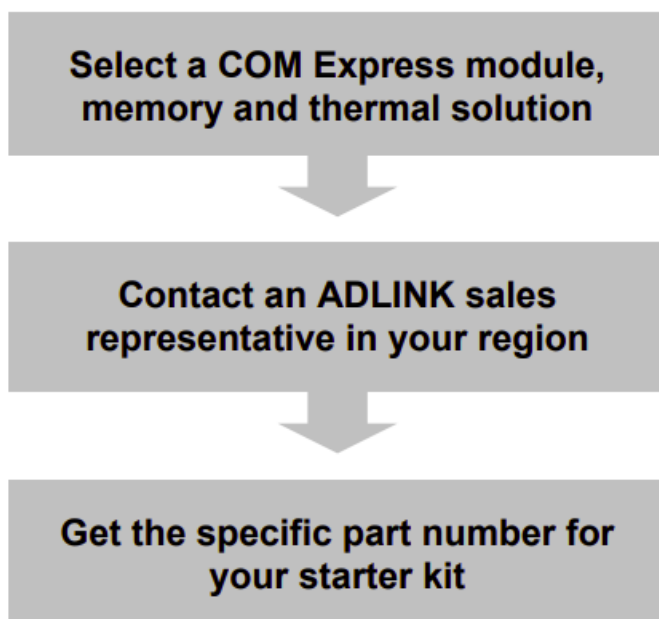 Select a COM Express module,
memory and thermal solution
Contact an ADLINK sales
representative in your region
Get the specific part number for
your starter kit